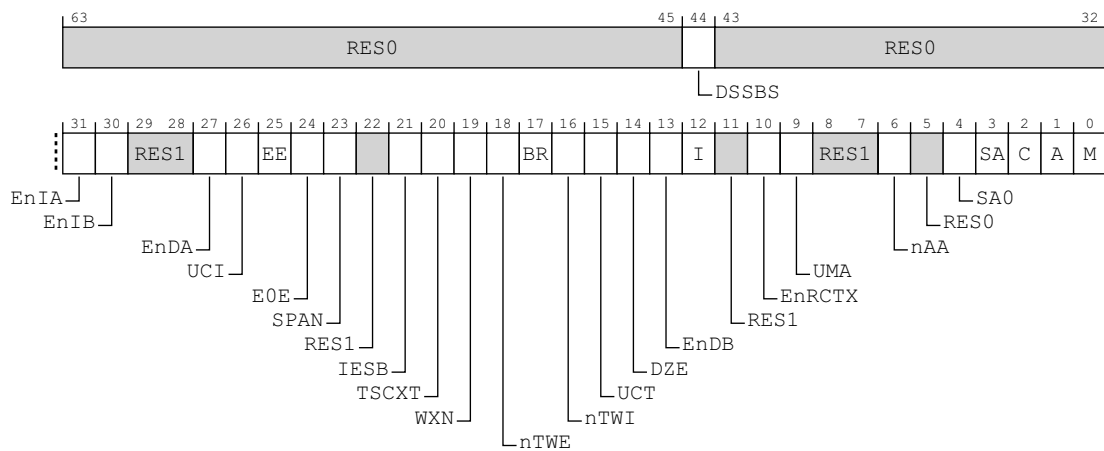 63 45 44 43 32
RES0 RES0
DSSBS
31 30 29 28 27 26 25 24 23 22 21 20 19 18 17 16 15 14 13 12 11 10 9 8 7 6 5 4 3 2 1 0
RES1 EE BR I RES1 SA C A M
EnIA SA0
EnIB RES0
EnDA nAA
UCI UMA
E0E EnRCTX
SPAN RES1
RES1 EnDB
IESB DZE
TSCXT UCT
WXN nTWI
nTWE